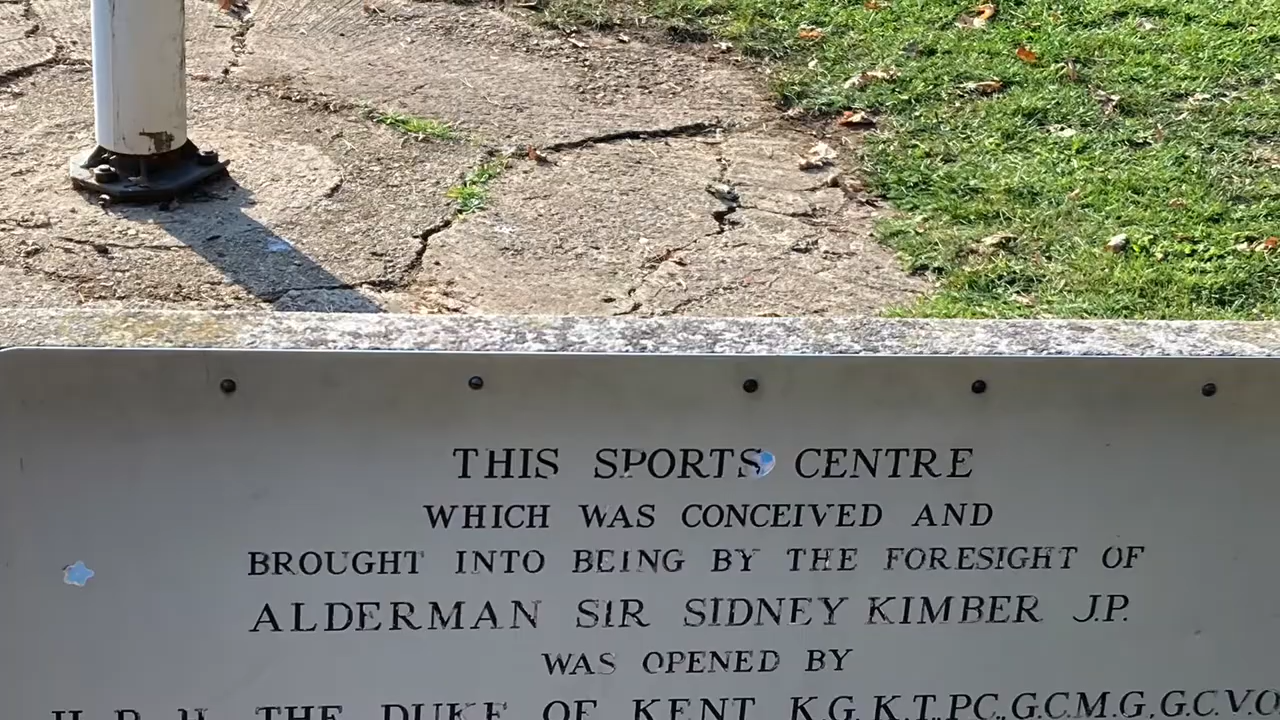 THIS SPORTS CENTRE
WHICH WAS CONCEIVED AND
BROUGHT INTO BEING BY THE FORESIGHT OF
ALDERMAN SIR SIDNEY KIMBER J.P.
WAS OPENED BY
H.R.H. THE DUKE OF KENT K.G. K.T. P.C. G.C.M.G. G.C.V.O